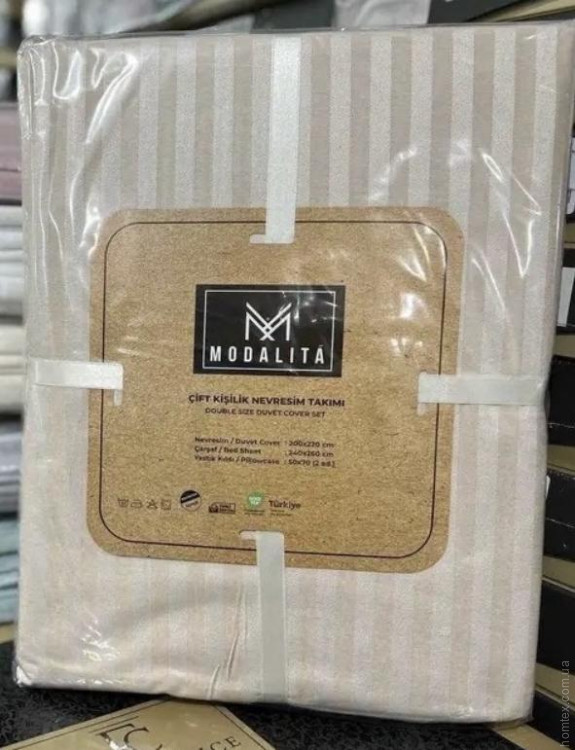 MODALITA
ÇİFT KİŞİLİK NEVRESİM TAKIMI
DOUBLE SIZE DUVET COVER SET
Nevresim / Duvet Cover : 200x220 cm
Çarşaf / Bed Sheet : 240x260 cm
Yastık Kılıfı / Pillowcase : 50x70 (2 ad.)
Türkiye
homtex.com.ua